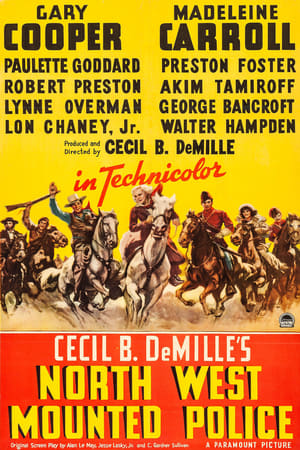 GARY COOPER
MADELEINE CARROLL
PAULETTE GODDARD
PRESTON FOSTER
ROBERT PRESTON
AKIM TAMIROFF
LYNNE OVERMAN
GEORGE BANCROFT
LON CHANEY, Jr.
WALTER HAMPDEN
Produced and
Directed by CECIL B. DeMILLE
in Technicolor
CECIL B. DeMILLE'S
NORTH WEST
MOUNTED POLICE
Original Screen Play by Alan Le May, Jesse Lasky, Jr. and C. Gardner Sullivan
A PARAMOUNT PICTURE